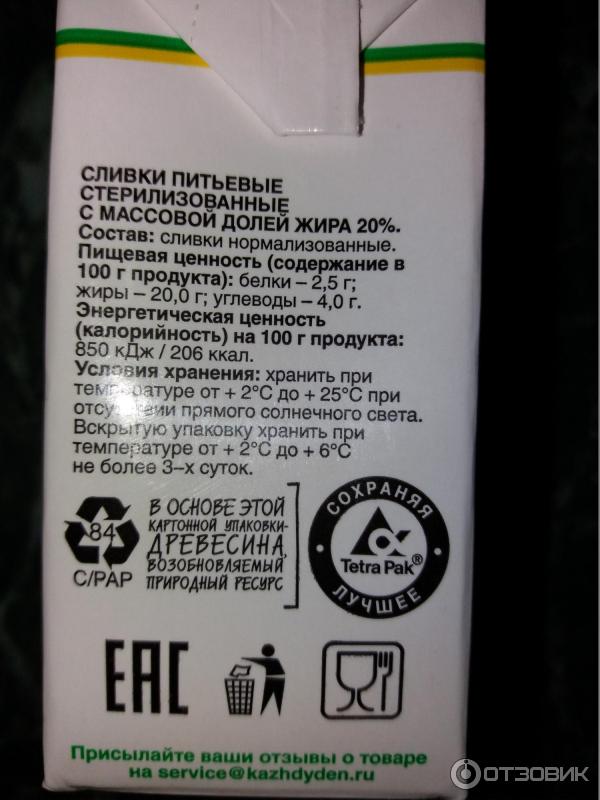 СЛИВКИ ПИТЬЕВЫЕ
СТЕРИЛИЗОВАННЫЕ
С МАССОВОЙ ДОЛЕЙ ЖИРА 20%.
Состав: сливки нормализованные.
Пищевая ценность (содержание в
100 г продукта): белки – 2,5 г;
жиры – 20,0 г; углеводы – 4,0 г.
Энергетическая ценность
(калорийность) на 100 г продукта:
850 кДж / 206 ккал.
Условия хранения: хранить при
температуре от + 2°С до + 25°С при
отсутствии прямого солнечного света.
Вскрытую упаковку хранить при
температуре от + 2°С до + 6°С
не более 3–х суток.
84
C/PAP
В ОСНОВЕ ЭТОЙ
КАРТОННОЙ УПАКОВКИ-
ДРЕВЕСИНА,
ВОЗОБНОВЛЯЕМЫЙ
ПРИРОДНЫЙ РЕСУРС
СОХРАНЯЯ
Tetra Pak®
ЛУЧШЕЕ
EAC
Присылайте ваши отзывы о товаре
на service@kazhdyden.ru
ОТЗОВИК